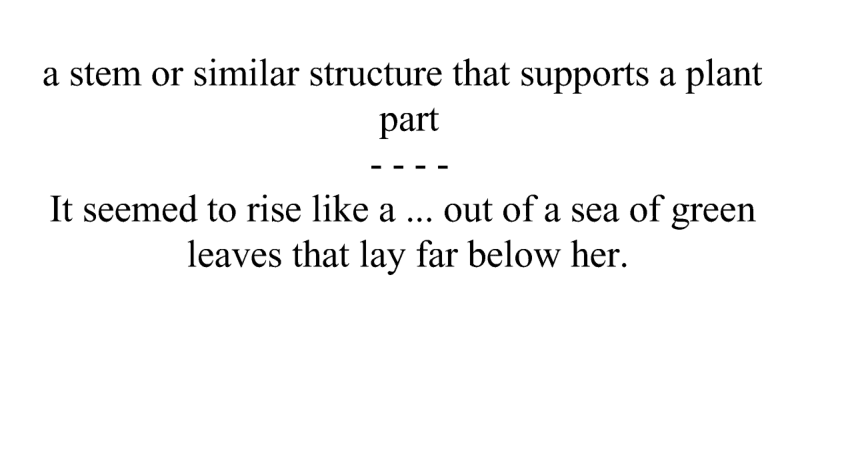 a stem or similar structure that supports a plant
part
- - - -
It seemed to rise like a ... out of a sea of green
leaves that lay far below her.